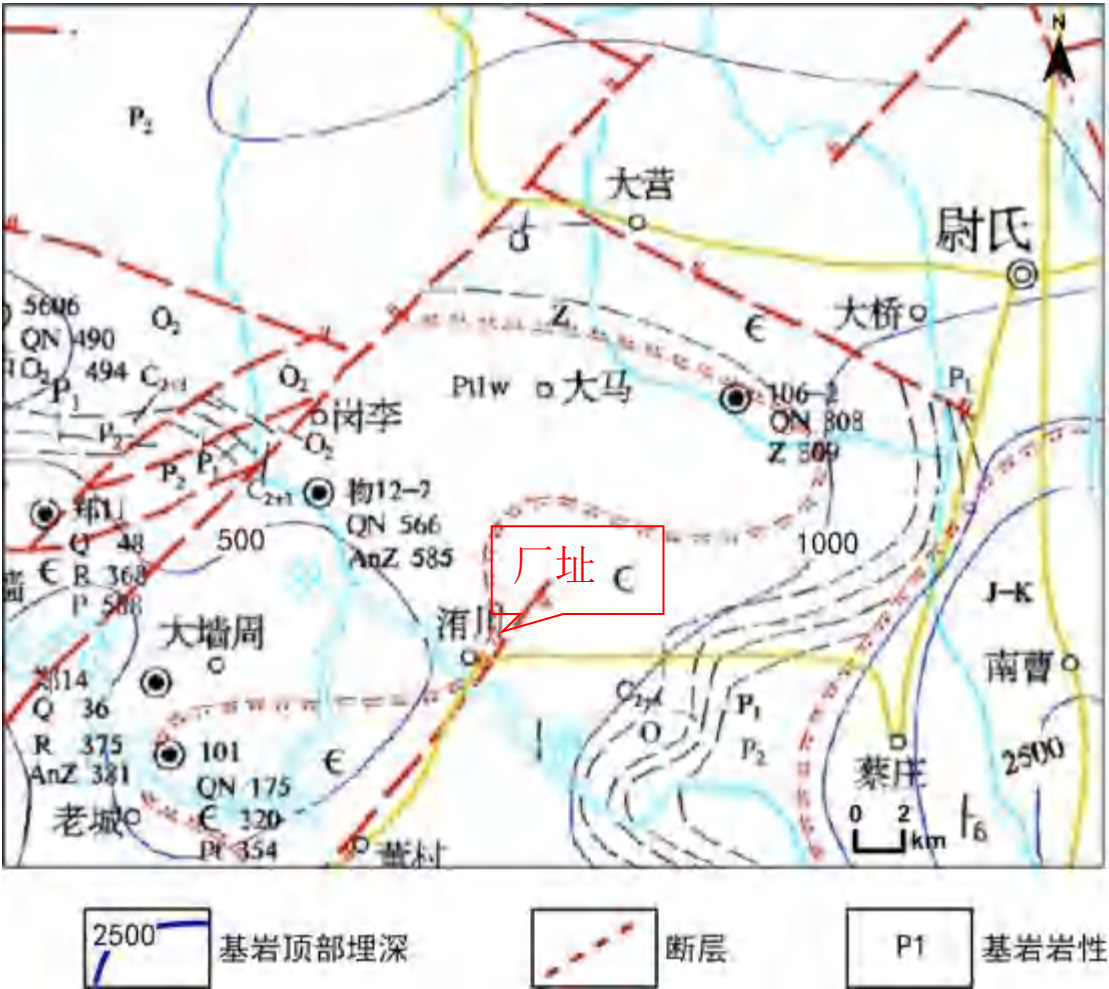 N
P₂
大营
尉氏
O
大桥
5606
QN 490
O₂ 494
O₂
Z
Є
P₁
C₂₊₁
O₂
Pt1w
大马
106-2
QN 808
Z 809
P₁
岗李
O₂
P₂
P₂
P₁
C₂₊₁
郑11
Q 48
R 368
P 588
Є
500
物12-2
QN 566
AnZ 585
厂址
Є
1000
J-K
洧川
大墙周
南曹
郑14
Q 36
R 375
AnZ 381
C₂₊₁
O
P₁
P₂
101
QN 175
Є 320
Pt 354
Є
2500
蔡庄
老城
董村
0 2
km
6
2500
基岩顶部埋深
断层
P1
基岩岩性